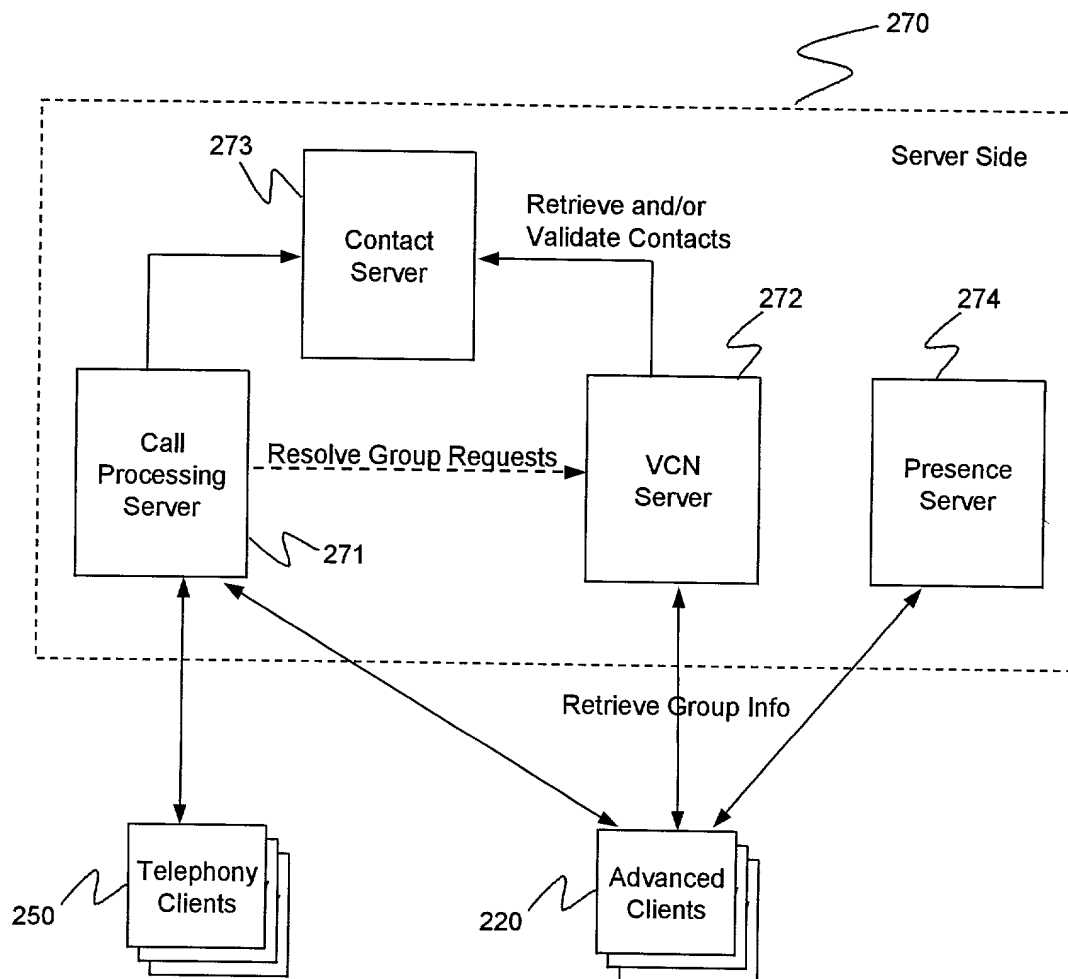 270
Server Side
273
Contact
Server
Retrieve and/or
Validate Contacts
272
274
Call
Processing
Server
Resolve Group Requests
VCN
Server
Presence
Server
271
Retrieve Group Info
Telephony
Clients
250
Advanced
Clients
220